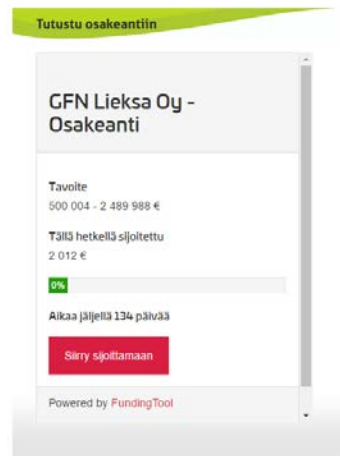 Tutustu osakeantiin
GFN Lieksa Oy -
Osakeanti
Tavoite
500 004 - 2 489 988 €
Tällä hetkellä sijoitettu
2 012 €
0%
Aikaa jäljellä 134 päivää
Siirry sijoittamaan
Powered by FundingTool